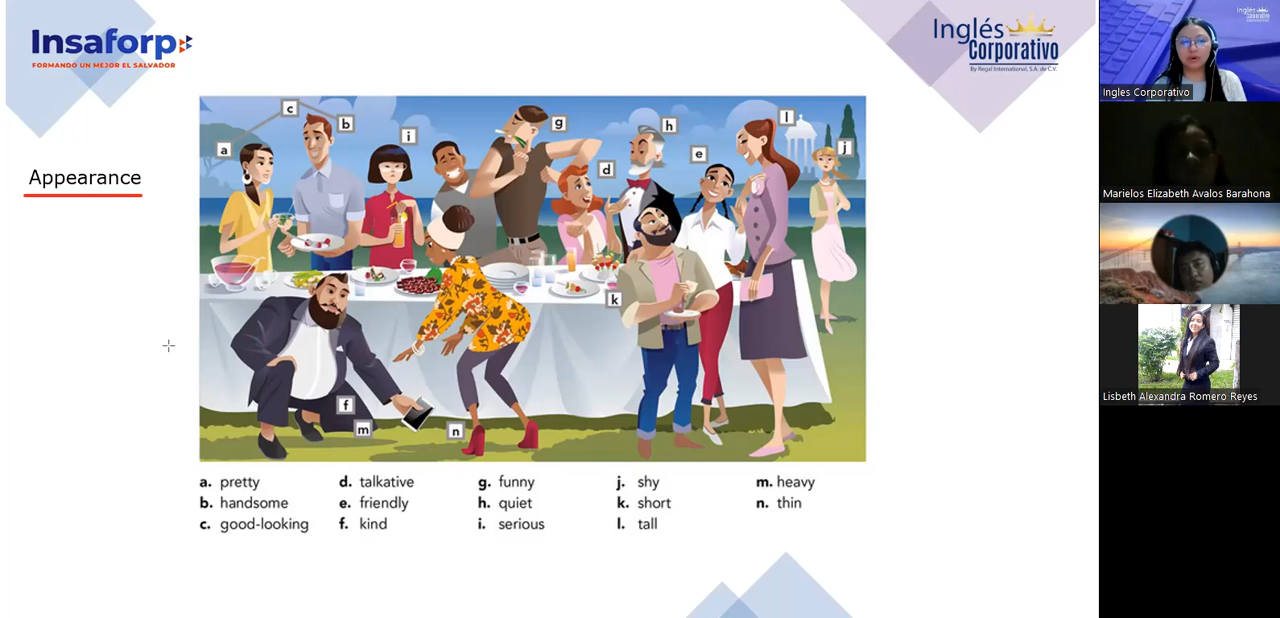 Insaforp
FORMANDO UN MEJOR EL SALVADOR
Inglés
Corporativo
By Regal International, S.A. de C.V.
Appearance
c
b
a
i
g
h
l
d
e
j
k
f
m
n
a. pretty
b. handsome
c. good-looking
d. talkative
e. friendly
f. kind
g. funny
h. quiet
i. serious
j. shy
k. short
l. tall
m. heavy
n. thin
Inglés
Corporativo
Ingles Corporativo
Marielos Elizabeth Avalos Barahona
Lisbeth Alexandra Romero Reyes